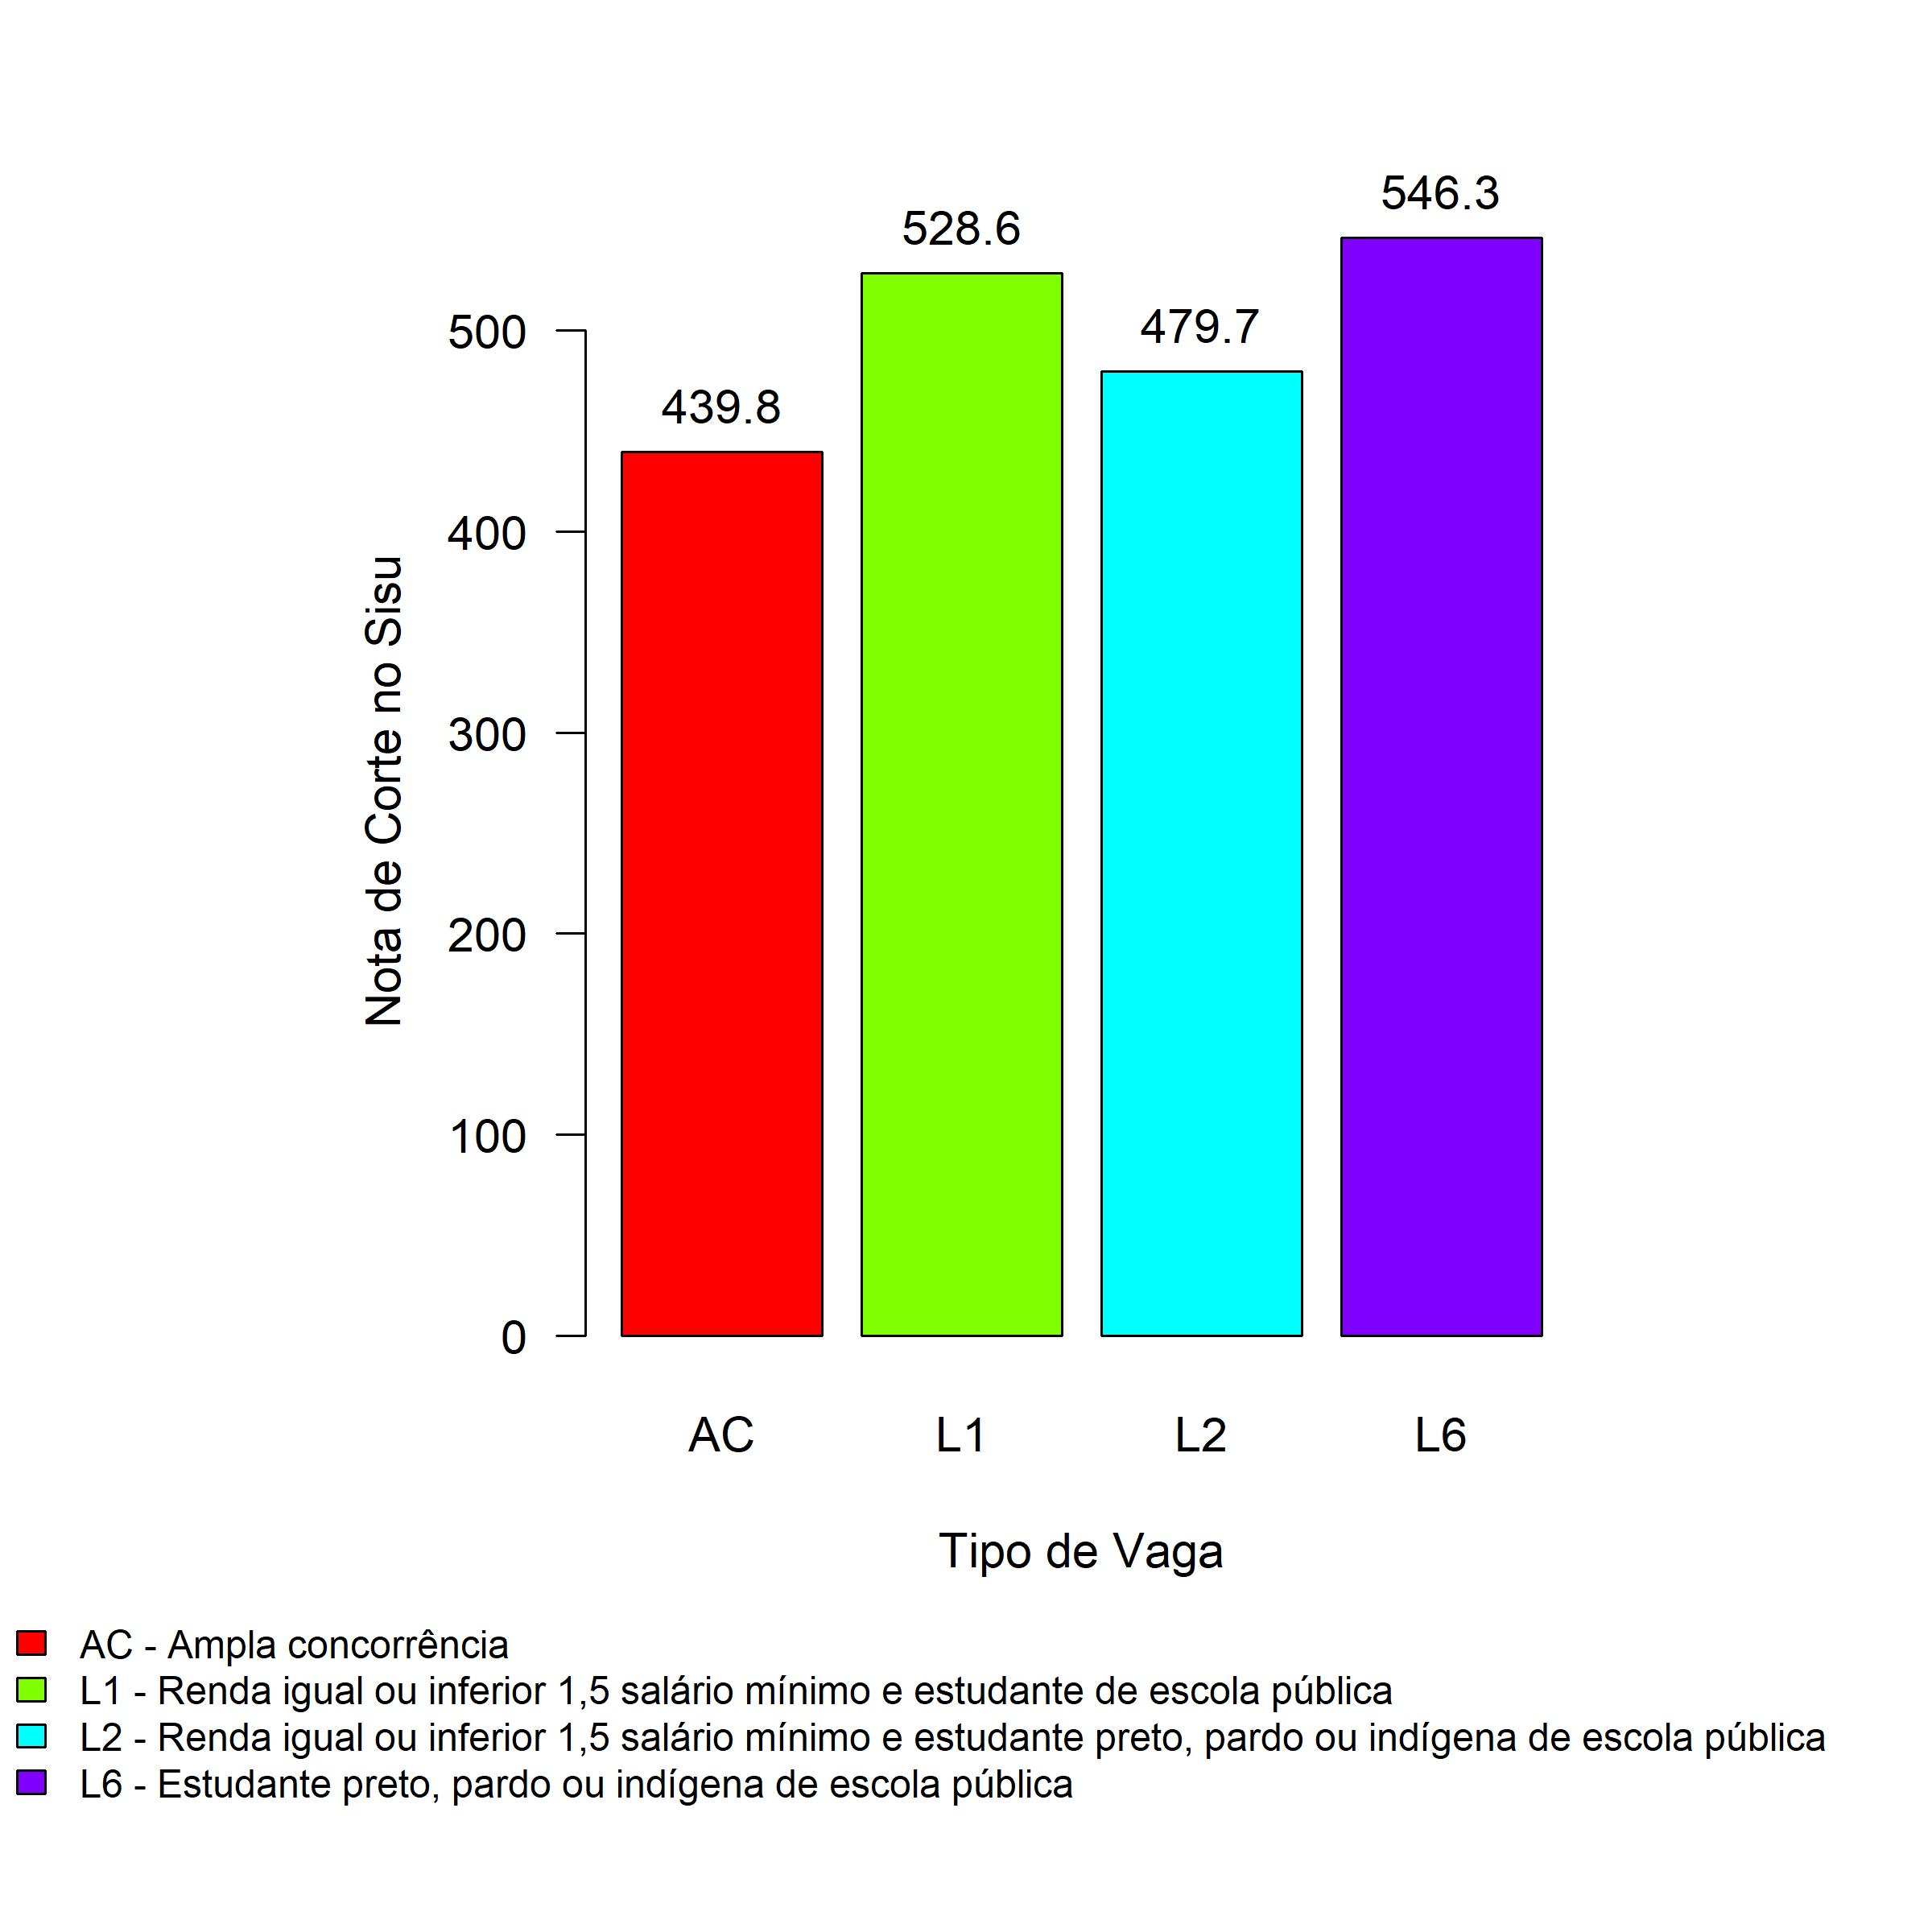 546.3
528.6
479.7
439.8
500
400
300
200
100
0
Nota de Corte no Sisu
AC L1 L2 L6
Tipo de Vaga
AC - Ampla concorrência
L1 - Renda igual ou inferior 1,5 salário mínimo e estudante de escola pública
L2 - Renda igual ou inferior 1,5 salário mínimo e estudante preto, pardo ou indígena de escola pública
L6 - Estudante preto, pardo ou indígena de escola pública